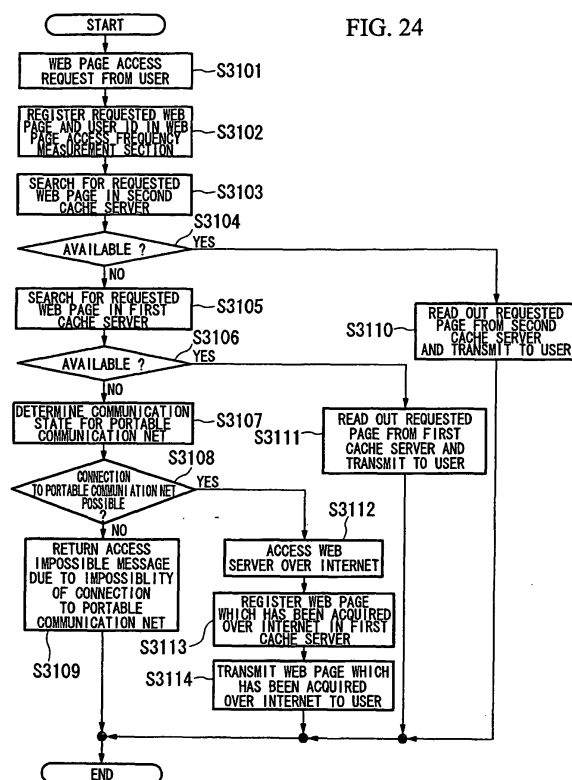 FIG. 24
START
WEB PAGE ACCESS
REQUEST FROM USER
S3101
REGISTER REQUESTED WEB
PAGE AND USER ID IN WEB
PAGE ACCESS FREQUENCY
MEASUREMENT SECTION
S3102
SEARCH FOR REQUESTED
WEB PAGE IN SECOND
CACHE SERVER
S3103
S3104
AVAILABLE ?
YES
NO
SEARCH FOR REQUESTED
WEB PAGE IN FIRST
CACHE SERVER
S3105
S3106
AVAILABLE ?
YES
NO
S3110
READ OUT REQUESTED
PAGE FROM SECOND
CACHE SERVER
AND TRANSMIT TO USER
DETERMINE COMMUNICATION
STATE FOR PORTABLE
COMMUNICATION NET
S3107
S3111
READ OUT REQUESTED
PAGE FROM FIRST
CACHE SERVER AND
TRANSMIT TO USER
S3108
CONNECTION
TO PORTABLE COMMUNIATION NET
POSSIBLE
?
YES
NO
RETURN ACCESS
IMPOSSIBLE MESSAGE
DUE TO IMPOSSIBLITY
OF CONNECTION
TO PORTABLE
COMMUNICATION NET
S3109
S3112
ACCESS WEB
SERVER OVER INTERNET
REGISTER WEB PAGE
WHICH HAS BEEN ACQUIRED
OVER INTERNET IN FIRST
CACHE SERVER
S3113
S3114
TRANSMIT WEB PAGE WHICH
HAS BEEN ACQUIRED
OVER INTERNET TO USER
END